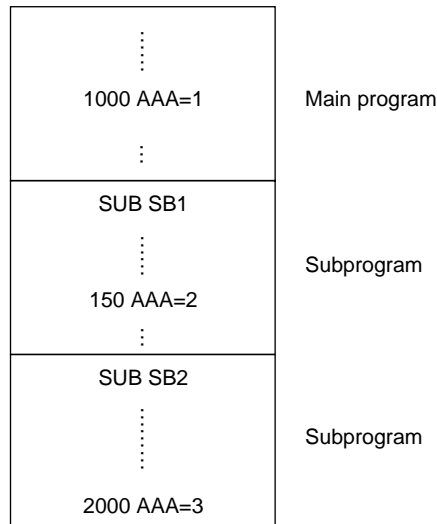 1000 AAA=1
Main program
SUB SB1
150 AAA=2
Subprogram
SUB SB2
Subprogram
2000 AAA=3